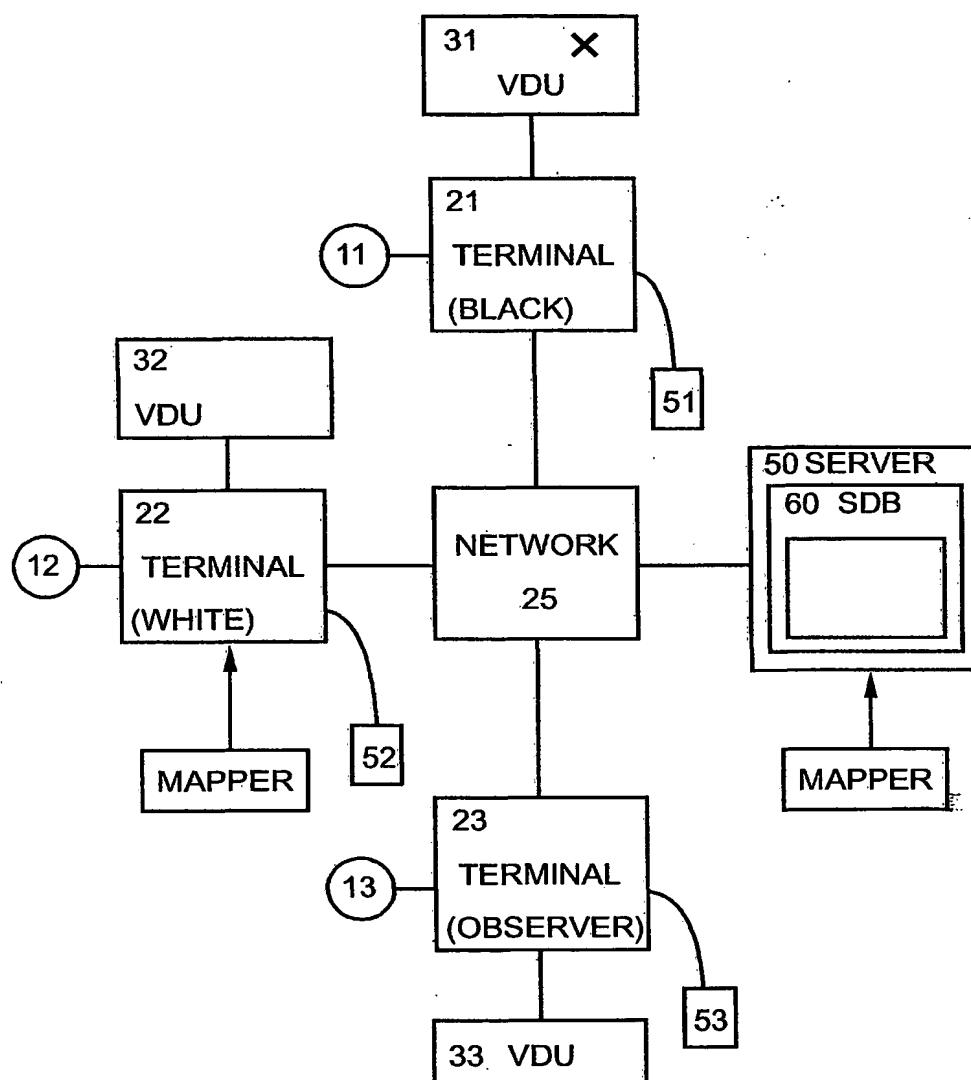 31 X
VDU
21
TERMINAL
(BLACK)
11
51
32
VDU
22
TERMINAL
(WHITE)
12
52
MAPPER
NETWORK
25
50 SERVER
60 SDB
MAPPER
23
TERMINAL
(OBSERVER)
13
53
33 VDU